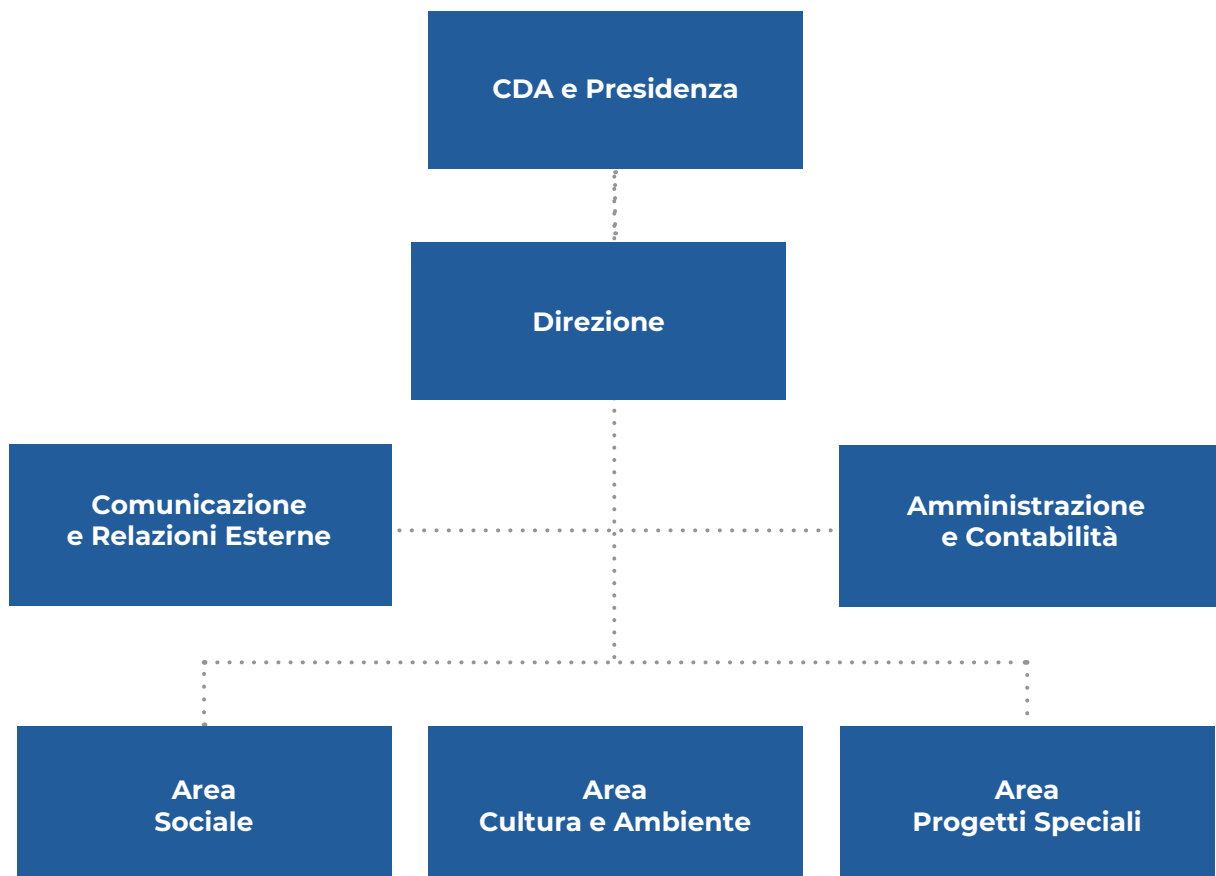 CDA e Presidenza
Direzione
Comunicazione
e Relazioni Esterne
Amministrazione
e Contabilità
Area
Sociale
Area
Cultura e Ambiente
Area
Progetti Speciali